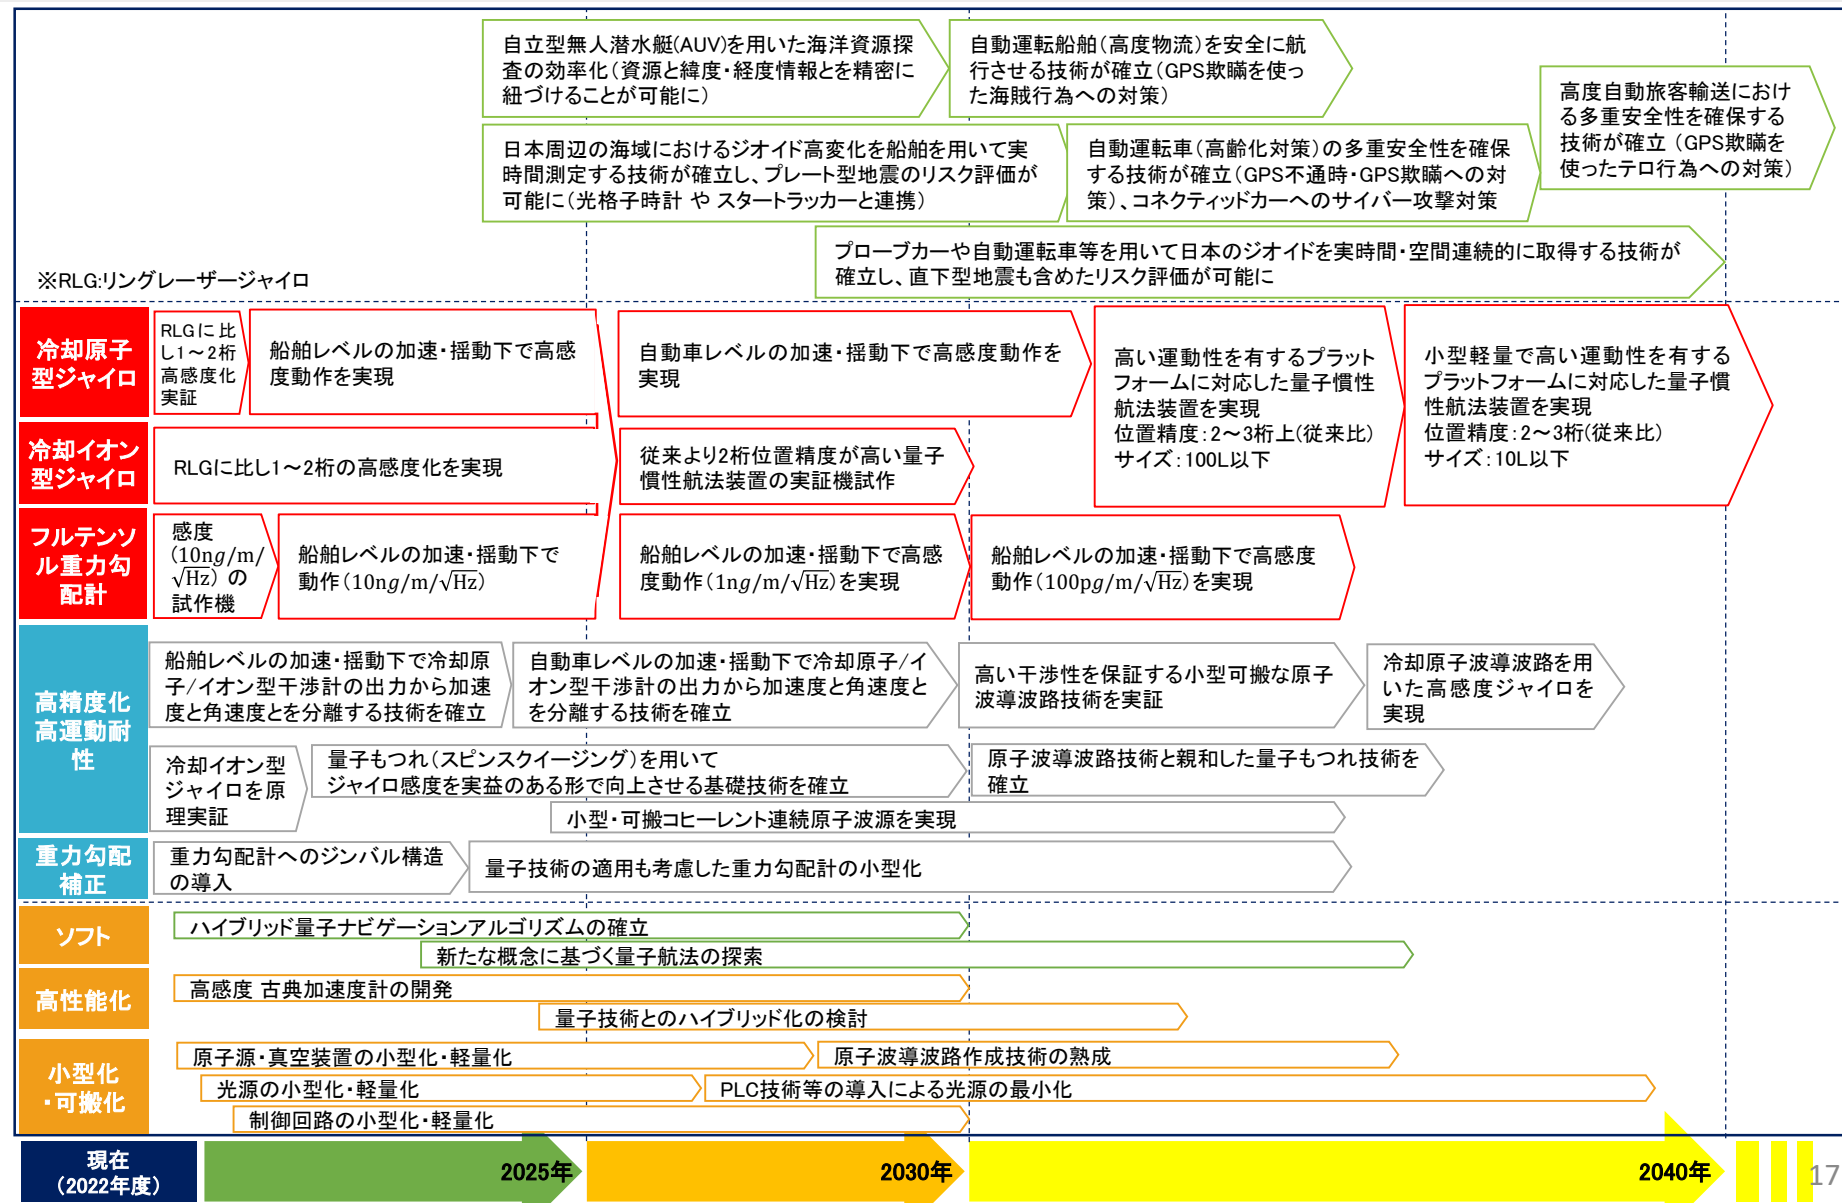 自立型無人潜水艇(AUV)を用いた海洋資源探
査の効率化(資源と緯度・経度情報とを精密に
紐づけることが可能に)
自動運転船舶(高度物流)を安全に航
行させる技術が確立(GPS欺瞞を使っ
た海賊行為への対策)
高度自動旅客輸送におけ
る多重安全性を確保する
技術が確立 (GPS欺瞞を
使ったテロ行為への対策)
日本周辺の海域におけるジオイド高変化を船舶を用いて実
時間測定する技術が確立し、プレート型地震のリスク評価が
可能に(光格子時計 や スタートラッカーと連携)
自動運転車(高齢化対策)の多重安全性を確保
する技術が確立(GPS不通時・GPS欺瞞への対
策)、コネクティッドカーへのサイバー攻撃対策
プローブカーや自動運転車等を用いて日本のジオイドを実時間・空間連続的に取得する技術が
確立し、直下型地震も含めたリスク評価が可能に
※RLG:リングレーザージャイロ
冷却原子
型ジャイロ
RLGに比
し1～2桁
高感度化
実証
船舶レベルの加速・揺動下で高感
度動作を実現
自動車レベルの加速・揺動下で高感度動作を
実現
高い運動性を有するプラット
フォームに対応した量子慣性
航法装置を実現
位置精度:2～3桁上(従来比)
サイズ:100L以下
小型軽量で高い運動性を有する
プラットフォームに対応した量子慣
性航法装置を実現
位置精度:2～3桁(従来比)
サイズ:10L以下
冷却イオン
型ジャイロ
RLGに比し1～2桁の高感度化を実現
従来より2桁位置精度が高い量子
慣性航法装置の実証機試作
フルテンソ
ル重力勾
配計
感度
(10ng/m/
√Hz) の
試作機
船舶レベルの加速・揺動下で
動作(10ng/m/√Hz)
船舶レベルの加速・揺動下で高感
度動作(1ng/m/√Hz)を実現
船舶レベルの加速・揺動下で高感度
動作(100pg/m/√Hz)を実現
高精度化
高運動耐
性
船舶レベルの加速・揺動下で冷却原
子/イオン型干渉計の出力から加速
度と角速度とを分離する技術を確立
自動車レベルの加速・揺動下で冷却原子/イ
オン型干渉計の出力から加速度と角速度と
を分離する技術を確立
高い干渉性を保証する小型可搬な原子
波導波路技術を実証
冷却原子波導波路を用
いた高感度ジャイロを
実現
冷却イオン型
ジャイロを原
理実証
量子もつれ(スピンスクイージング)を用いて
ジャイロ感度を実益のある形で向上させる基礎技術を確立
原子波導波路技術と親和した量子もつれ技術を
確立
小型・可搬コヒーレント連続原子波源を実現
重力勾配
補正
重力勾配計へのジンバル構造
の導入
量子技術の適用も考慮した重力勾配計の小型化
ソフト
ハイブリッド量子ナビゲーションアルゴリズムの確立
新たな概念に基づく量子航法の探索
高性能化
高感度 古典加速度計の開発
量子技術とのハイブリッド化の検討
小型化
・可搬化
原子源・真空装置の小型化・軽量化
原子波導波路作成技術の熟成
光源の小型化・軽量化
PLC技術等の導入による光源の最小化
制御回路の小型化・軽量化
現在
(2022年度)
2025年
2030年
2040年
17